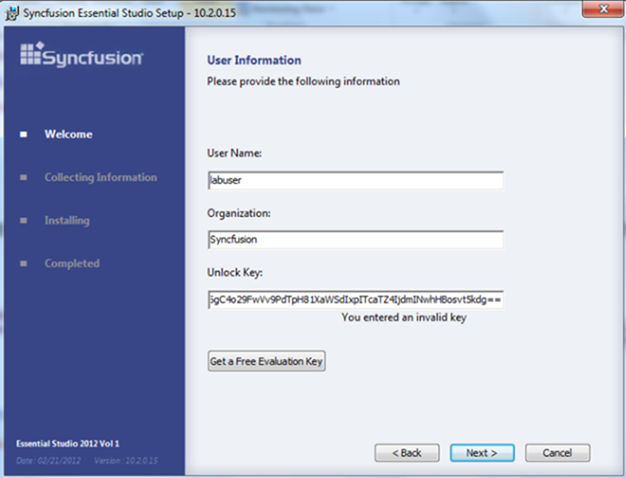 Syncfusion Essential Studio Setup - 10.2.0.15
Syncfusion
User Information
Please provide the following information
Welcome
User Name:
labuser
Collecting Information
Organization:
Installing
Syncfusion
Completed
Unlock Key:
You entered an invalid key
Get a Free Evaluation Key
Essential Studio 2012 Vol 1
Date : 02/21/2012 Version : 10.2.0.15
< Back
Next >
Cancel